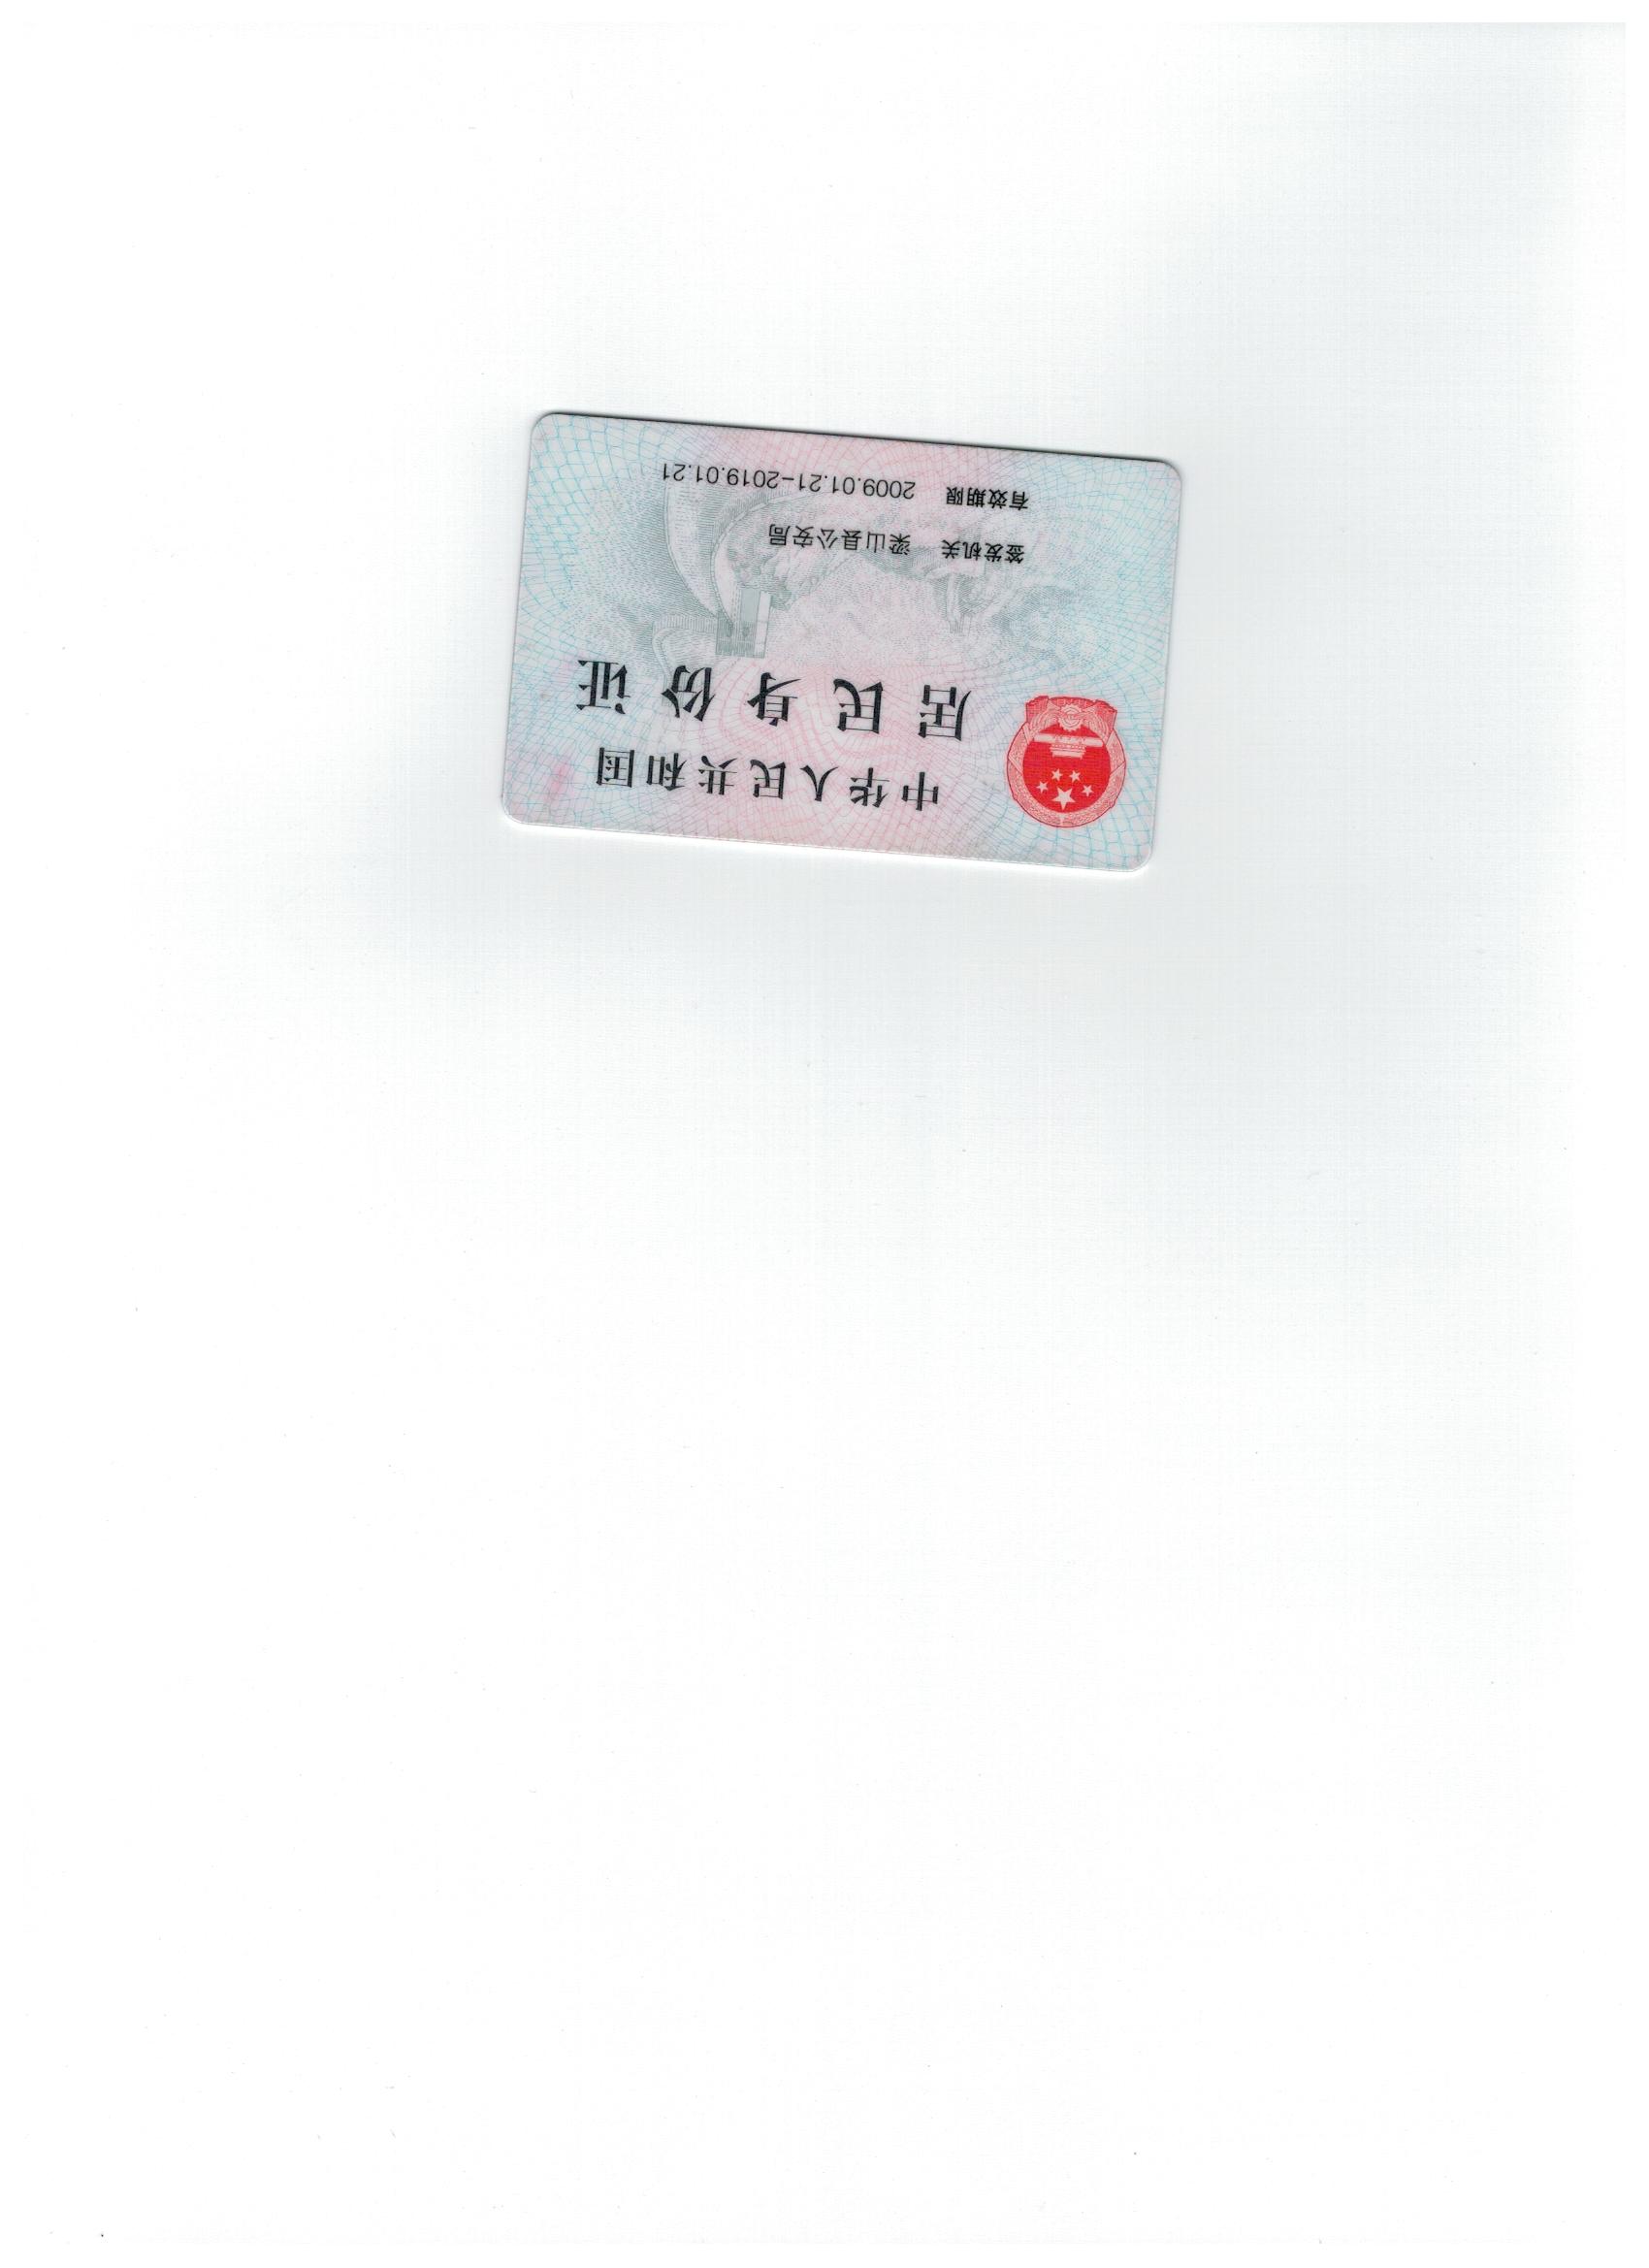 中华人民共和国
居民身份证
签发机关 梁山县公安局
有效期限 2009.01.21-2019.01.21